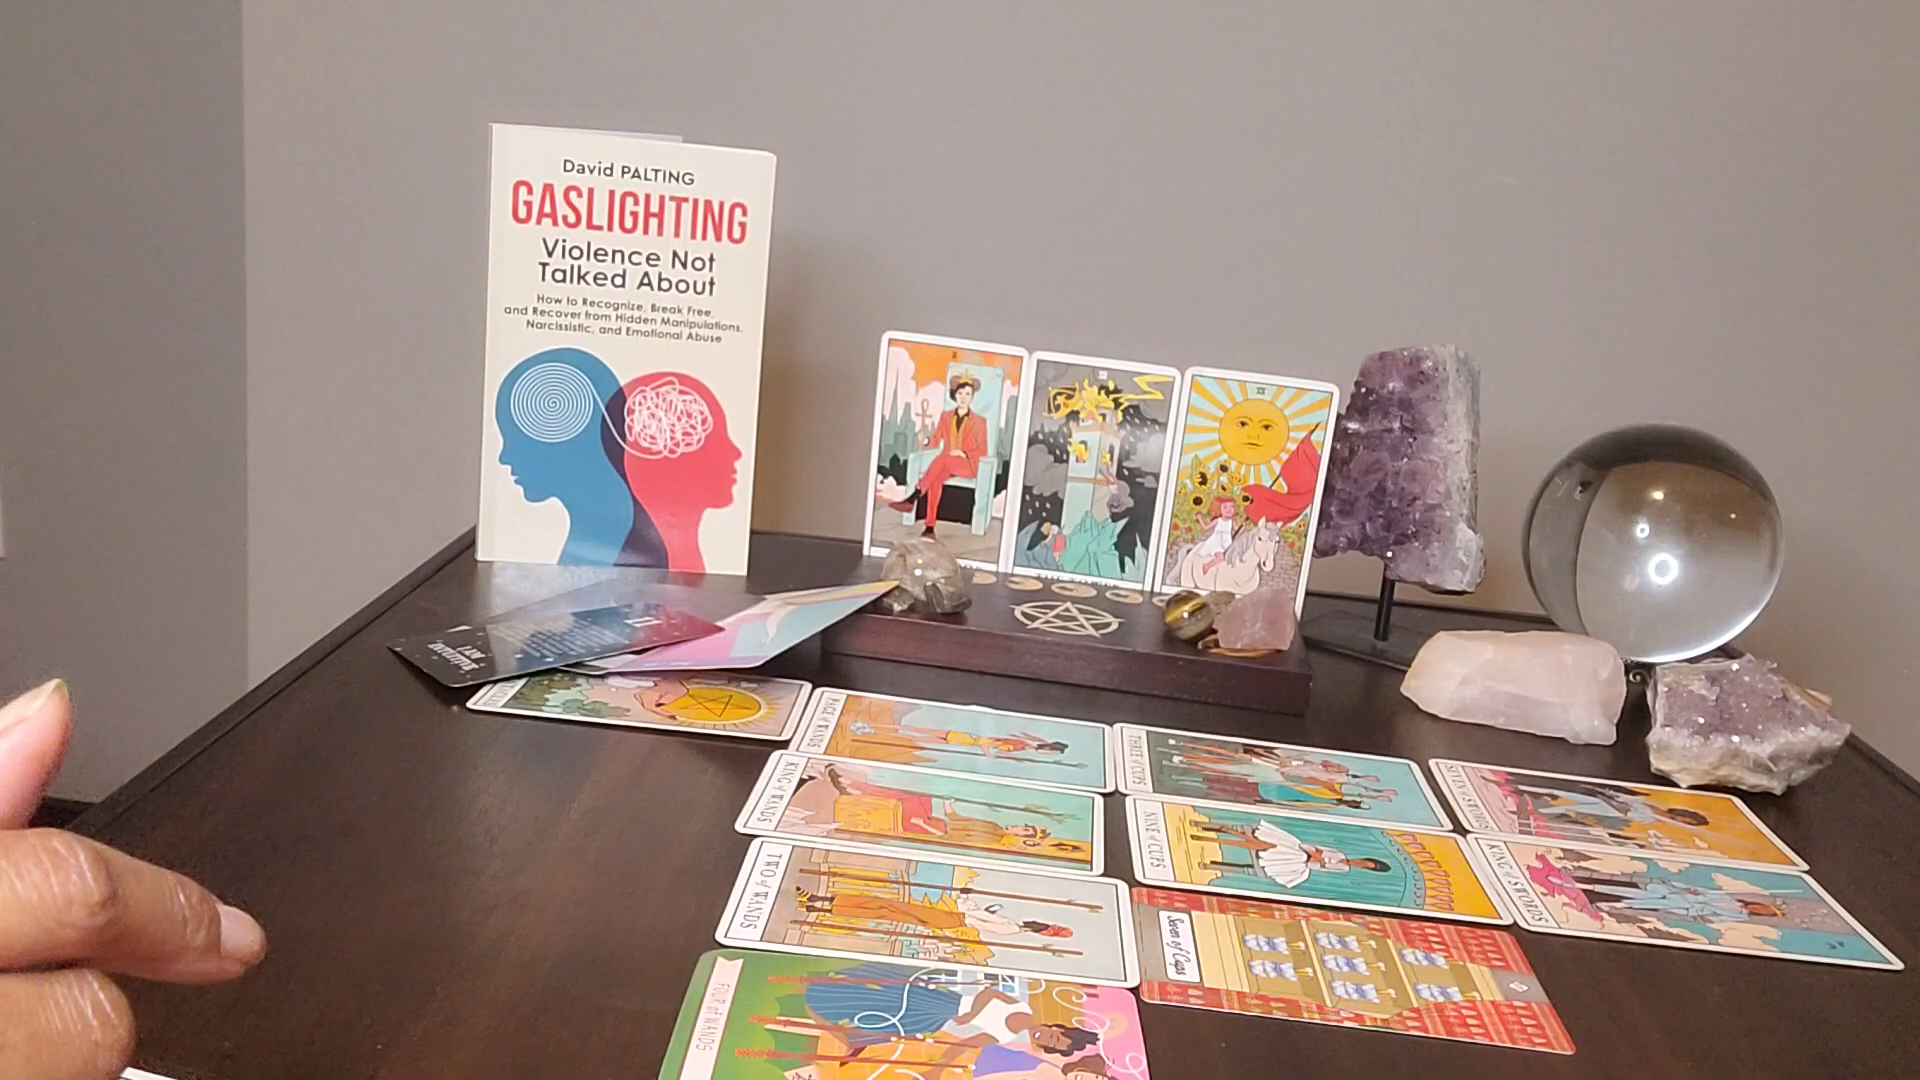 David PALTING
GASLIGHTING
Violence Not
Talked About
How to Recognize, Break Free,
and Recover from Hidden Manipulations,
Narcissistic, and Emotional Abuse
PAGE of WANDS
THREE of CUPS
SEVEN of SWORDS
KING of WANDS
NINE of CUPS
KING of SWORDS
TWO of WANDS
Seven of Cups
FOUR of WANDS